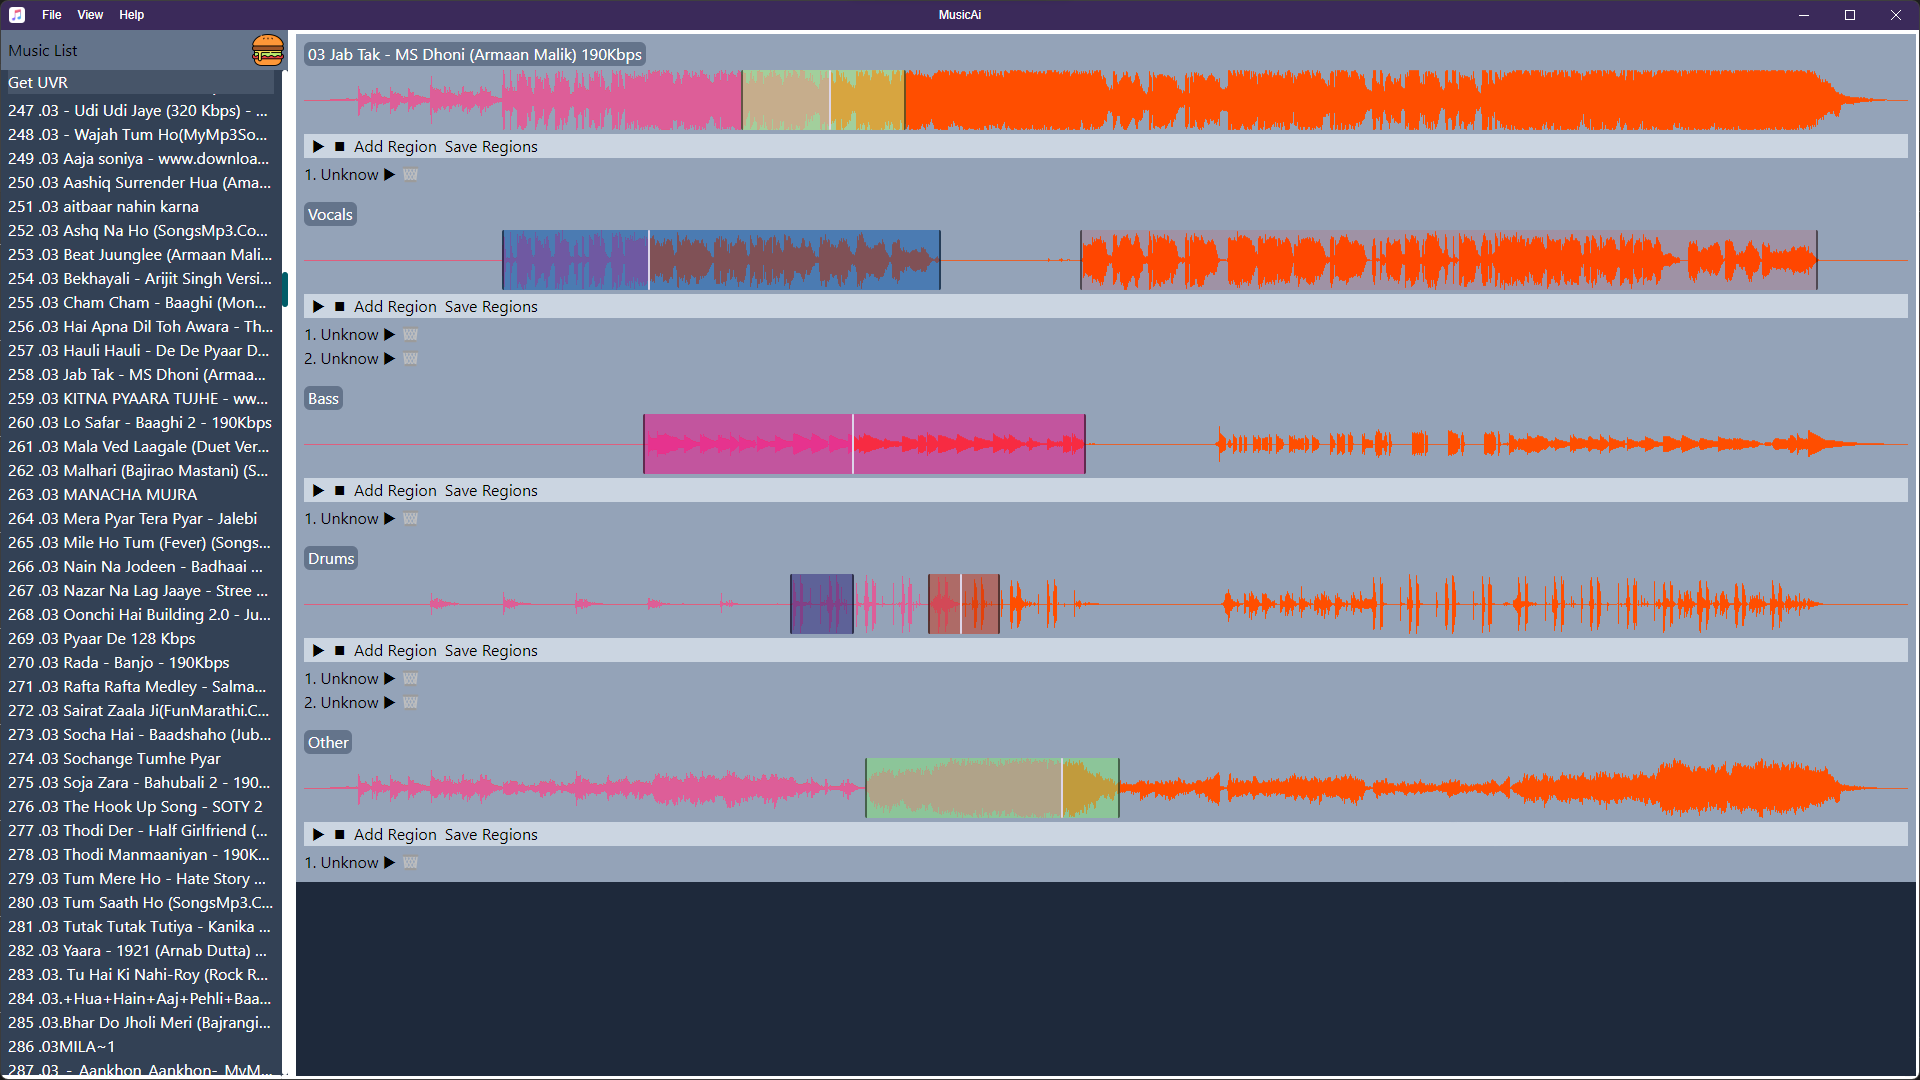 File View Help
MusicAi
Music List
Get UVR
247 .03 - Udi Udi Jaye (320 Kbps) - ...
248 .03 - Wajah Tum Ho(MyMp3So...
249 .03 Aaja soniya - www.downloa...
250 .03 Aashiq Surrender Hua (Ama...
251 .03 aitbaar nahin karna
252 .03 Ashq Na Ho (SongsMp3.Co...
253 .03 Beat Juunglee (Armaan Mali...
254 .03 Bekhayali - Arijit Singh Versi...
255 .03 Cham Cham - Baaghi (Mon...
256 .03 Hai Apna Dil Toh Awara - Th...
257 .03 Hauli Hauli - De De Pyaar D...
258 .03 Jab Tak - MS Dhoni (Armaa...
259 .03 KITNA PYAARA TUJHE - ww...
260 .03 Lo Safar - Baaghi 2 - 190Kbps
261 .03 Mala Ved Laagale (Duet Ver...
262 .03 Malhari (Bajirao Mastani) (S...
263 .03 MANACHA MUJRA
264 .03 Mera Pyar Tera Pyar - Jalebi
265 .03 Mile Ho Tum (Fever) (Songs...
266 .03 Nain Na Jodeen - Badhaai ...
267 .03 Nazar Na Lag Jaaye - Stree ...
268 .03 Oonchi Hai Building 2.0 - Ju...
269 .03 Pyaar De 128 Kbps
270 .03 Rada - Banjo - 190Kbps
271 .03 Rafta Rafta Medley - Salma...
272 .03 Sairat Zaala Ji(FunMarathi.C...
273 .03 Socha Hai - Baadshaho (Jub...
274 .03 Sochange Tumhe Pyar
275 .03 Soja Zara - Bahubali 2 - 190...
276 .03 The Hook Up Song - SOTY 2
277 .03 Thodi Der - Half Girlfriend (...
278 .03 Thodi Manmaaniyan - 190K...
279 .03 Tum Mere Ho - Hate Story ...
280 .03 Tum Saath Ho (SongsMp3.C...
281 .03 Tutak Tutak Tutiya - Kanika ...
282 .03 Yaara - 1921 (Arnab Dutta) ...
283 .03. Tu Hai Ki Nahi-Roy (Rock R...
284 .03.+Hua+Hain+Aaj+Pehli+Baa...
285 .03.Bhar Do Jholi Meri (Bajrangi...
286 .03MILA~1
287 .03_-_Aankhon_Aankhon-_MyM...
03 Jab Tak - MS Dhoni (Armaan Malik) 190Kbps
Add Region Save Regions
1. Unknow
Vocals
Add Region Save Regions
1. Unknow
2. Unknow
Bass
Add Region Save Regions
1. Unknow
Drums
Add Region Save Regions
1. Unknow
2. Unknow
Other
Add Region Save Regions
1. Unknow